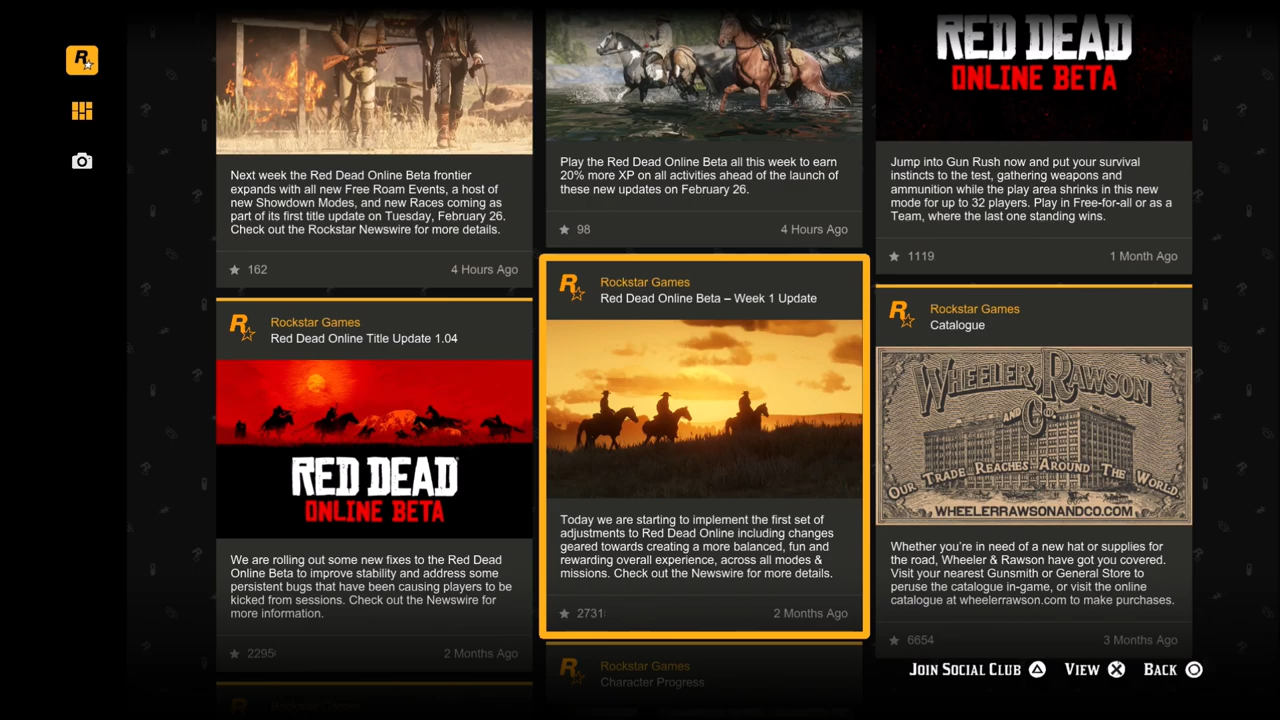 Next week the Red Dead Online Beta frontier
expands with all new Free Roam Events, a host of
new Showdown Modes, and new Races coming as
part of its first title update on Tuesday, February 26.
Check out the Rockstar Newswire for more details.
162
4 Hours Ago
R
Rockstar Games
Red Dead Online Title Update 1.04
RED DEAD
ONLINE BETA
We are rolling out some new fixes to the Red Dead
Online Beta to improve stability and address some
persistent bugs that have been causing players to be
kicked from sessions. Check out the Newswire for
more information.
2295
2 Months Ago
Rockstar Games
Play the Red Dead Online Beta all this week to earn
20% more XP on all activities ahead of the launch of
these new updates on February 26.
98
4 Hours Ago
R
Rockstar Games
Red Dead Online Beta – Week 1 Update
Today we are starting to implement the first set of
adjustments to Red Dead Online including changes
geared towards creating a more balanced, fun and
rewarding overall experience, across all modes &
missions. Check out the Newswire for more details.
2731
2 Months Ago
R
Rockstar Games
Character Progress
RED DEAD
ONLINE BETA
Jump into Gun Rush now and put your survival
instincts to the test, gathering weapons and
ammunition while the play area shrinks in this new
mode for up to 32 players. Play in Free-for-all or as a
Team, where the last one standing wins.
1119
1 Month Ago
R
Rockstar Games
Catalogue
WHEELER, RAWSON
AND Co.
OUR TRADE REACHES AROUND THE WORLD.
WHEELERRAWSONANDCO.COM
Whether you're in need of a new hat or supplies for
the road, Wheeler & Rawson have got you covered.
Visit your nearest Gunsmith or General Store to
peruse the catalogue in-game, or visit the online
catalogue at wheelerrawson.com to make purchases.
6654
3 Months Ago
R
JOIN SOCIAL CLUB
VIEW
BACK